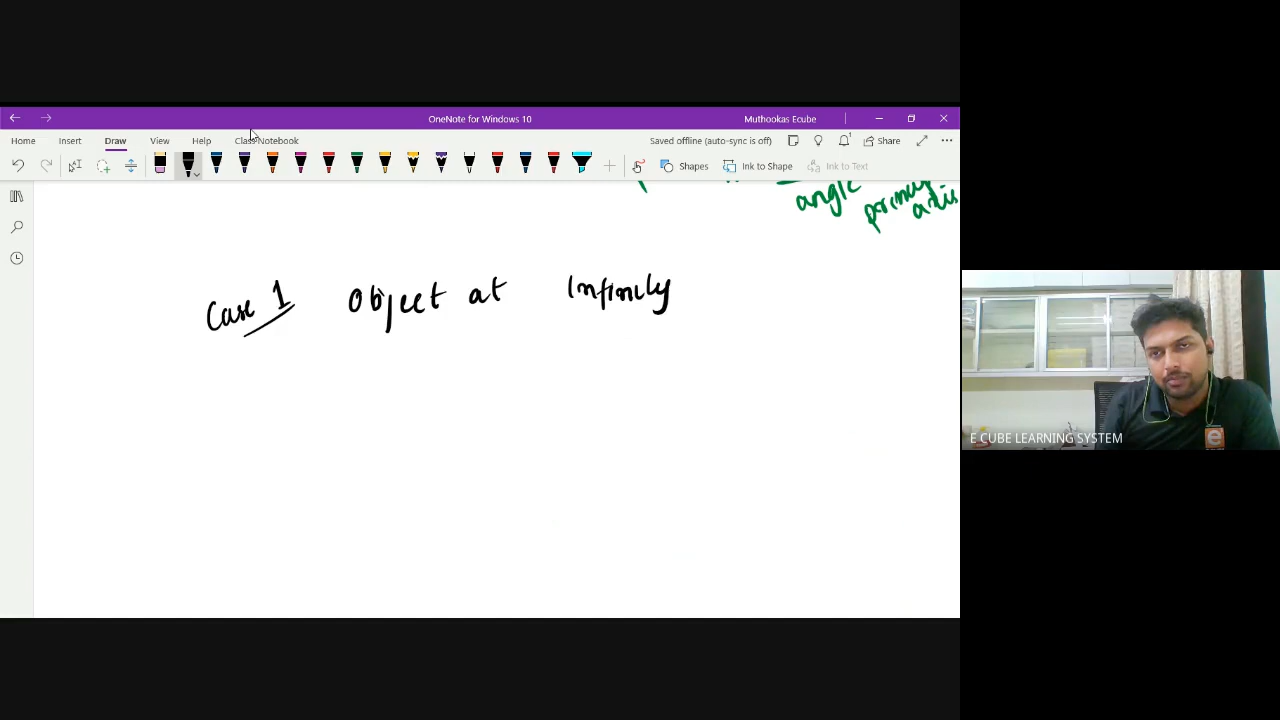 OneNote for Windows 10
Muthookas Ecube
Home Insert Draw View Help Class Notebook
Saved offline (auto-sync is off)
Share
Shapes
Ink to Shape
Ink to Text
angle
axis
Case 1 Object at Infinity
E CUBE LEARNING SYSTEM
e